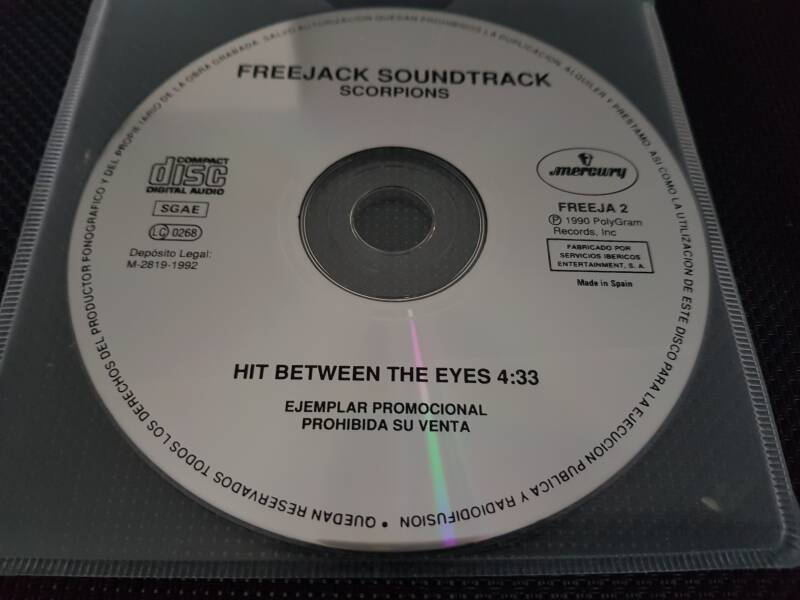 FREEJACK SOUNDTRACK
SCORPIONS
COMPACT
disc
DIGITAL AUDIO
SGAE
LC 0268
Depósito Legal:
M-2819-1992
mercury
FREEJA 2
Ⓟ 1990 PolyGram
Records, Inc
FABRICADO POR
SERVICIOS IBERICOS
ENTERTAINMENT, S. A.
Made in Spain
HIT BETWEEN THE EYES 4:33
EJEMPLAR PROMOCIONAL
PROHIBIDA SU VENTA
• QUEDAN RESERVADOS TODOS LOS DERECHOS DEL PRODUCTOR FONOGRAFICO Y DEL PROPIETARIO DE LA OBRA GRABADA. SALVO AUTORIZACION QUEDAN PROHIBIDOS LA DUPLICACION, ALQUILER Y PRESTAMO, ASI COMO LA UTILIZACION DE ESTE DISCO PARA LA EJECUCION PUBLICA Y RADIODIFUSION